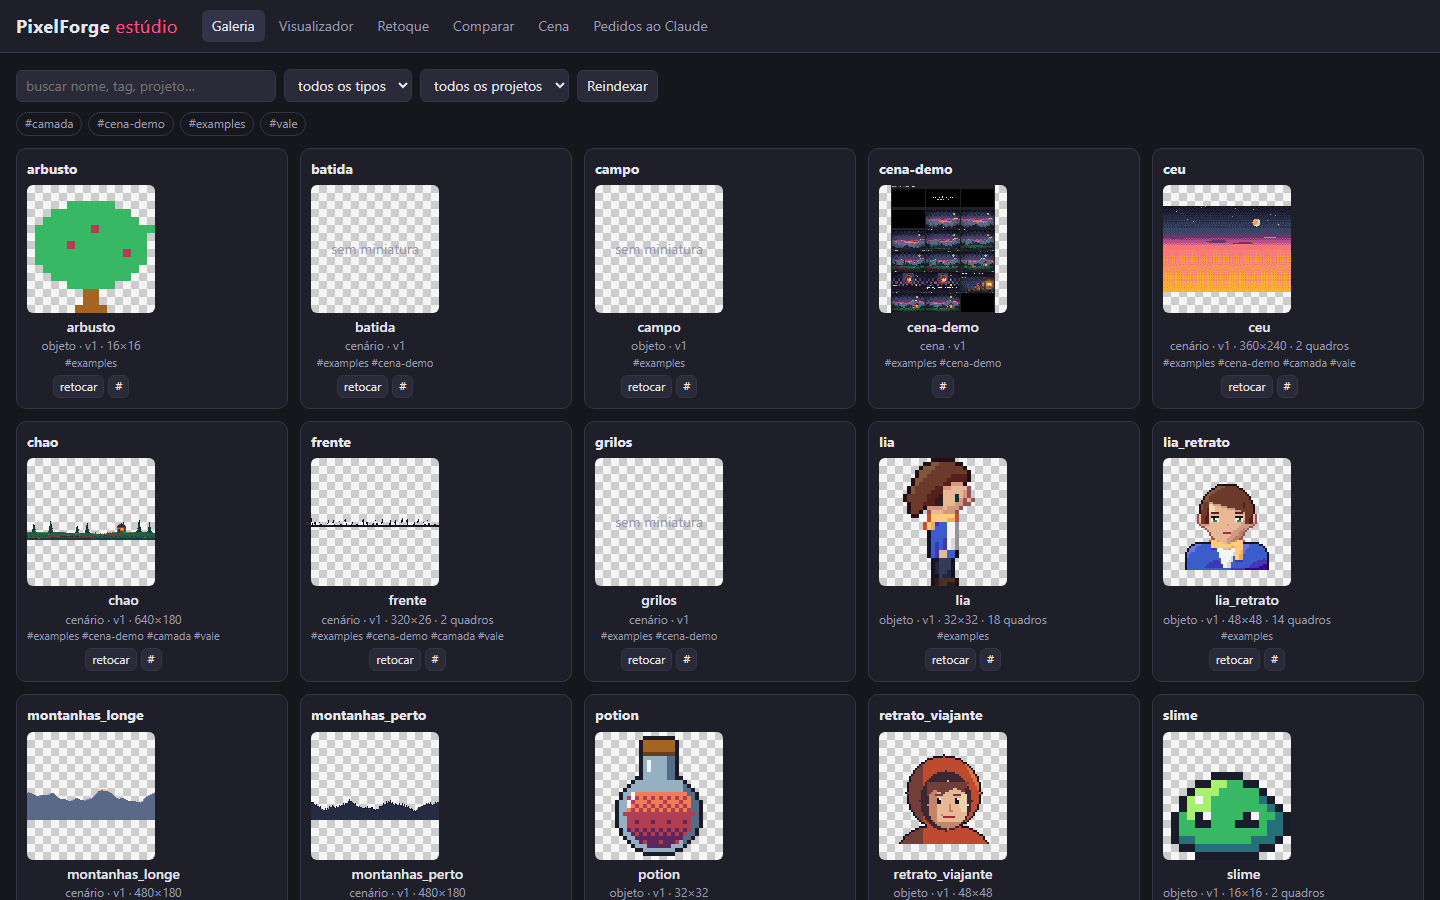 PixelForge estúdio Galeria Visualizador Retoque Comparar Cena Pedidos ao Claude
buscar nome, tag, projeto... todos os tipos todos os projetos Reindexar
#camada #cena-demo #examples #vale
arbusto
arbusto
objeto · v1 · 16×16
#examples
retocar #
batida
sem miniatura
batida
cenário · v1
#examples #cena-demo
retocar #
campo
sem miniatura
campo
objeto · v1
#examples
retocar #
cena-demo
cena-demo
cena · v1
#examples #cena-demo
#
ceu
ceu
cenário · v1 · 360×240 · 2 quadros
#examples #cena-demo #camada #vale
retocar #
chao
chao
cenário · v1 · 640×180
#examples #cena-demo #camada #vale
retocar #
frente
frente
cenário · v1 · 320×26 · 2 quadros
#examples #cena-demo #camada #vale
retocar #
grilos
sem miniatura
grilos
cenário · v1
#examples #cena-demo
retocar #
lia
lia
objeto · v1 · 32×32 · 18 quadros
#examples
retocar #
lia_retrato
lia_retrato
objeto · v1 · 48×48 · 14 quadros
#examples
retocar #
montanhas_longe
montanhas_longe
cenário · v1 · 480×180
montanhas_perto
montanhas_perto
cenário · v1 · 480×180
potion
potion
objeto · v1 · 32×32
retrato_viajante
retrato_viajante
objeto · v1 · 48×48
slime
slime
objeto · v1 · 16×16 · 2 quadros